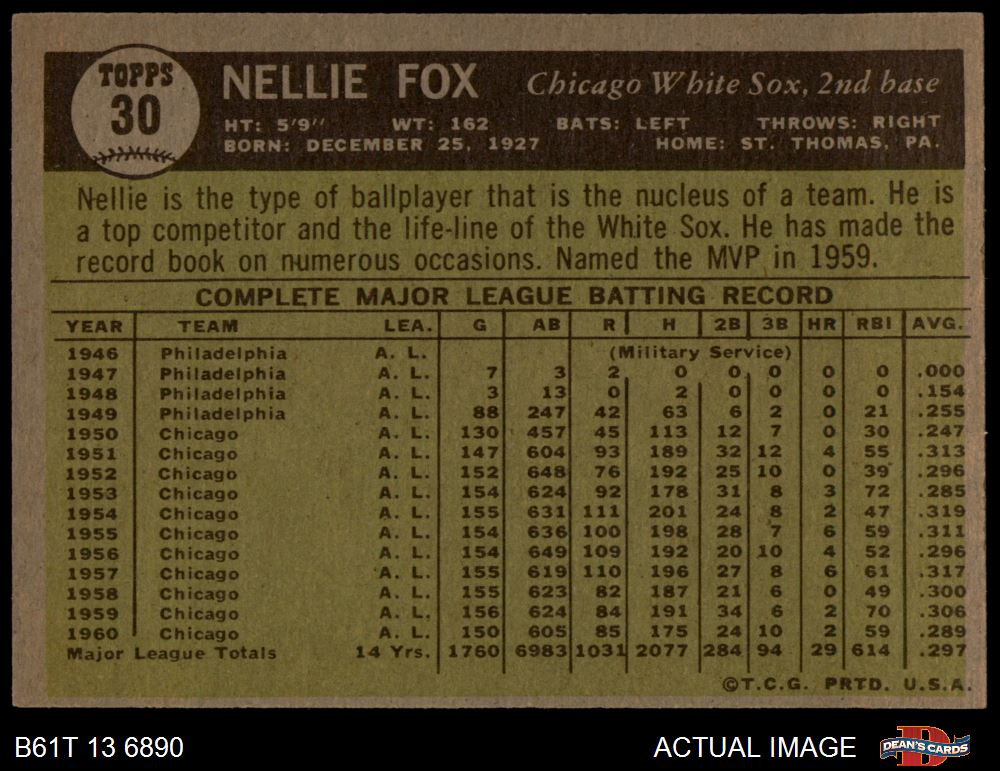 TOPPS
30
NELLIE FOX Chicago White Sox, 2nd base
HT: 5'9" WT: 162 BATS: LEFT THROWS: RIGHT
BORN: DECEMBER 25, 1927 HOME: ST. THOMAS, PA.
Nellie is the type of ballplayer that is the nucleus of a team. He is
a top competitor and the life-line of the White Sox. He has made the
record book on numerous occasions. Named the MVP in 1959.
COMPLETE MAJOR LEAGUE BATTING RECORD
YEAR TEAM LEA. G AB R H 2B 3B HR RBI AVG.
1946 Philadelphia A. L. (Military Service)
1947 Philadelphia A. L. 7 3 2 0 0 0 0 0 .000
1948 Philadelphia A. L. 3 13 0 2 0 0 0 0 .154
1949 Philadelphia A. L. 88 247 42 63 6 2 0 21 .255
1950 Chicago A. L. 130 457 45 113 12 7 0 30 .247
1951 Chicago A. L. 147 604 93 189 32 12 4 55 .313
1952 Chicago A. L. 152 648 76 192 25 10 0 39 .296
1953 Chicago A. L. 154 624 92 178 31 8 3 72 .285
1954 Chicago A. L. 155 631 111 201 24 8 2 47 .319
1955 Chicago A. L. 154 636 100 198 28 7 6 59 .311
1956 Chicago A. L. 154 649 109 192 20 10 4 52 .296
1957 Chicago A. L. 155 619 110 196 27 8 6 61 .317
1958 Chicago A. L. 155 623 82 187 21 6 0 49 .300
1959 Chicago A. L. 156 624 84 191 34 6 2 70 .306
1960 Chicago A. L. 150 605 85 175 24 10 2 59 .289
Major League Totals 14 Yrs. 1760 6983 1031 2077 284 94 29 614 .297
©T.C.G. PRTD. U.S.A.
B61T 13 6890 ACTUAL IMAGE DEAN'S CARDS